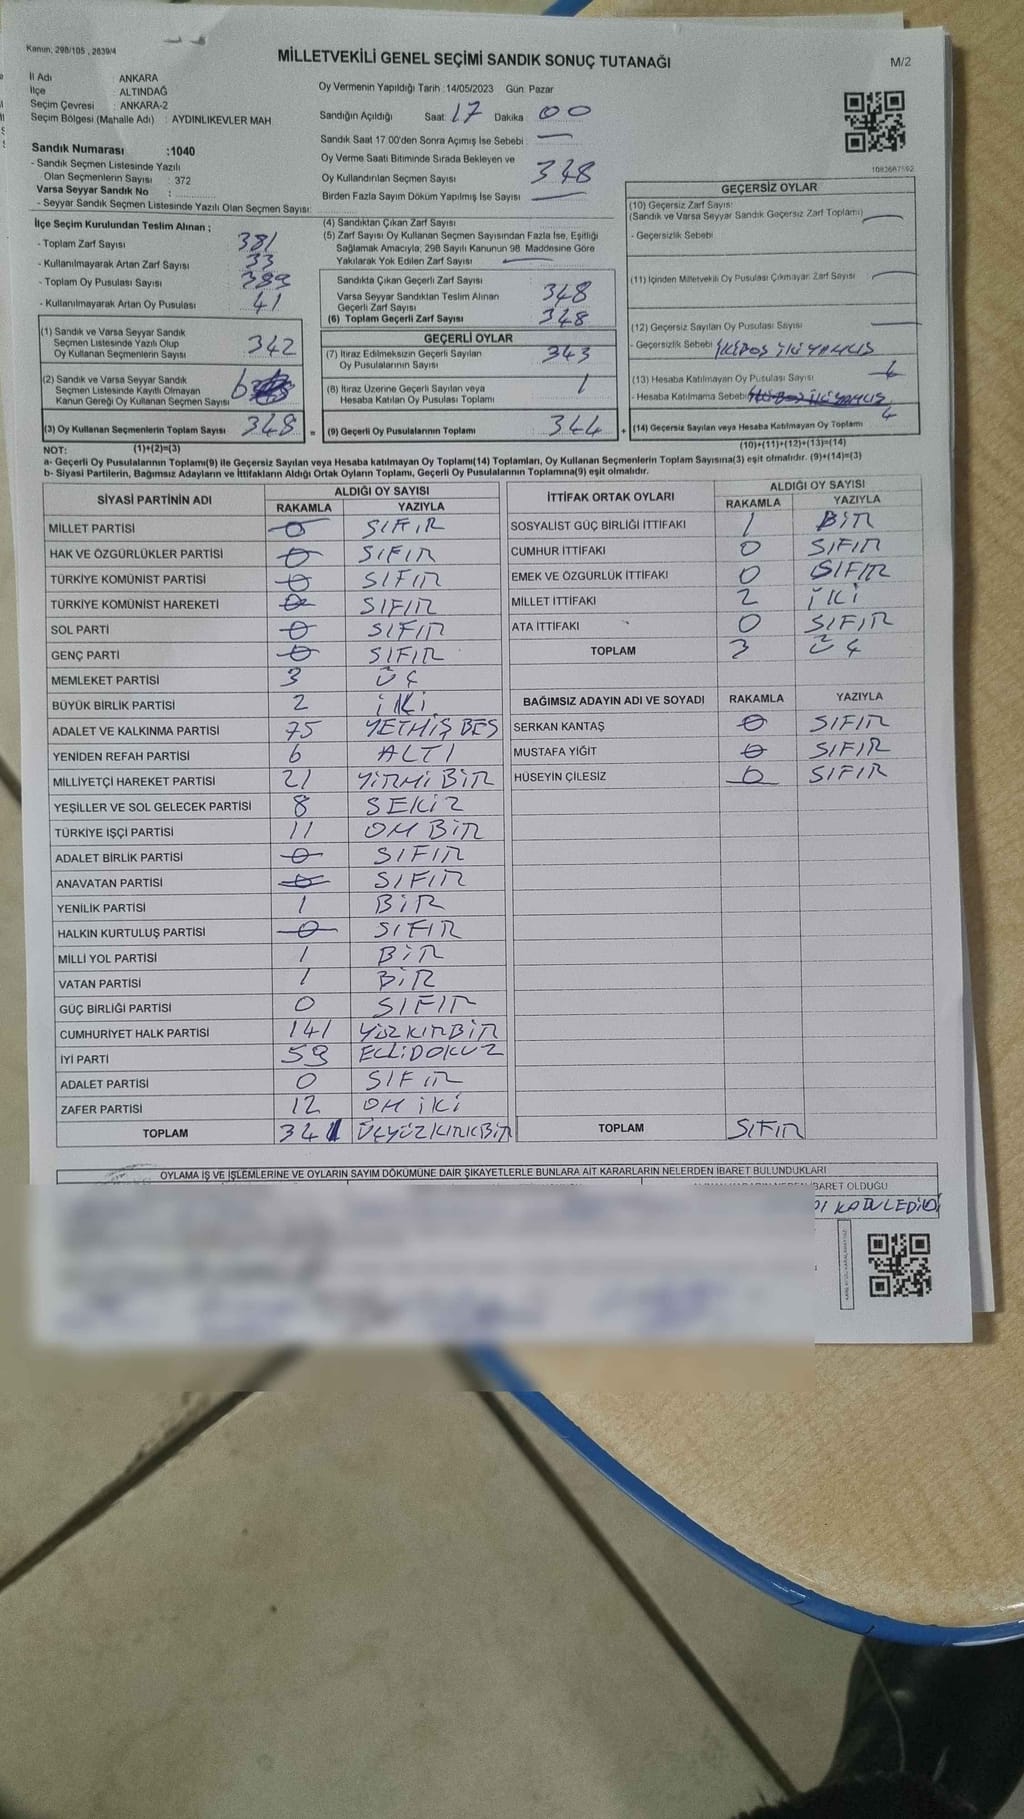 Kanun; 298/105 , 2839/4
MİLLETVEKİLİ GENEL SEÇİMİ SANDIK SONUÇ TUTANAĞI
M/2
İl Adı : ANKARA
İlçe : ALTINDAĞ
Seçim Çevresi : ANKARA-2
Seçim Bölgesi (Mahalle Adı) : AYDINLIKEVLER MAH.
Sandık Numarası :1040
- Sandık Seçmen Listesinde Yazılı
Olan Seçmenlerin Sayısı : 372
Varsa Seyyar Sandık No :
- Seyyar Sandık Seçmen Listesinde Yazılı Olan Seçmen Sayısı:
Oy Vermenin Yapıldığı Tarih :14/05/2023 Gün: Pazar
Sandığın Açıldığı Saat: 17 Dakika 00
Sandık Saat 17:00'den Sonra Açımış İse Sebebi : —
Oy Verme Saati Bitiminde Sırada Bekleyen ve
Oy Kullandırılan Seçmen Sayısı 348
Birden Fazla Sayım Döküm Yapılmış İse Sayısı —
İlçe Seçim Kurulundan Teslim Alınan ;
- Toplam Zarf Sayısı 381
- Kullanılmayarak Artan Zarf Sayısı 33
- Toplam Oy Pusulası Sayısı 389
- Kullanılmayarak Artan Oy Pusulası 41
(1) Sandık ve Varsa Seyyar Sandık
Seçmen Listesinde Yazılı Olup
Oy Kullanan Seçmenlerin Sayısı 342
(2) Sandık ve Varsa Seyyar Sandık
Seçmen Listesinde Kayıtlı Olmayan
Kanun Gereği Oy Kullanan Seçmen Sayısı 6
(3) Oy Kullanan Seçmenlerin Toplam Sayısı 348 =
(4) Sandıktan Çıkan Zarf Sayısı
(5) Zarf Sayısı Oy Kullanan Seçmen Sayısından Fazla İse, Eşitliği
Sağlamak Amacıyla; 298 Sayılı Kanunun 98. Maddesine Göre
Yakılarak Yok Edilen Zarf Sayısı —
Sandıkta Çıkan Geçerli Zarf Sayısı 348
Varsa Seyyar Sandıktan Teslim Alınan
Geçerli Zarf Sayısı
(6) Toplam Geçerli Zarf Sayısı 348
GEÇERLİ OYLAR
(7) İtiraz Edilmeksizin Geçerli Sayılan
Oy Pusulalarının Sayısı 343
(8) İtiraz Üzerine Geçerli Sayılan veya
Hesaba Katılan Oy Pusulası Toplamı 1
(9) Geçerli Oy Pusulalarının Toplamı 344 +
1083687592
GEÇERSİZ OYLAR
(10) Geçersiz Zarf Sayısı
(Sandık ve Varsa Seyyar Sandık Geçersiz Zarf Toplamı) —
- Geçersizlik Sebebi
(11) İçinden Milletvekili Oy Pusulası Çıkmayan Zarf Sayısı —
(12) Geçersiz Sayılan Oy Pusulası Sayısı —
- Geçersizlik Sebebi İKİ BOŞ İKİ YANLIŞ
(13) Hesaba Katılmayan Oy Pusulası Sayısı 4
- Hesaba Katılmama Sebebi
(14) Geçersiz Sayılan veya Hesaba Katılmayan Oy Toplamı 4
NOT: (1)+(2)=(3) (10)+(11)+(12)+(13)=(14)
a- Geçerli Oy Pusulalarının Toplamı(9) ile Geçersiz Sayılan veya Hesaba katılmayan Oy Toplamı(14) Toplamları, Oy Kullanan Seçmenlerin Toplam Sayısına(3) eşit olmalıdır. (9)+(14)=(3)
b- Siyasi Partilerin, Bağımsız Adayların ve İttifakların Aldığı Ortak Oyların Toplamı, Geçerli Oy Pusulalarının Toplamına(9) eşit olmalıdır.
SİYASİ PARTİNİN ADI ALDIĞI OY SAYISI
RAKAMLA YAZIYLA
MİLLET PARTİSİ 0 SIFIR
HAK VE ÖZGÜRLÜKLER PARTİSİ 0 SIFIR
TÜRKİYE KOMÜNİST PARTİSİ 0 SIFIR
TÜRKİYE KOMÜNİST HAREKETİ 0 SIFIR
SOL PARTİ 0 SIFIR
GENÇ PARTİ 0 SIFIR
MEMLEKET PARTİSİ 3 ÜÇ
BÜYÜK BİRLİK PARTİSİ 2 İKİ
ADALET VE KALKINMA PARTİSİ 75 YETMİŞ BEŞ
YENİDEN REFAH PARTİSİ 6 ALTI
MİLLİYETÇİ HAREKET PARTİSİ 21 YİRMİ BİR
YEŞİLLER VE SOL GELECEK PARTİSİ 8 SEKİZ
TÜRKİYE İŞÇİ PARTİSİ 11 ON BİR
ADALET BİRLİK PARTİSİ 0 SIFIR
ANAVATAN PARTİSİ 0 SIFIR
YENİLİK PARTİSİ 1 BİR
HALKIN KURTULUŞ PARTİSİ 0 SIFIR
MİLLİ YOL PARTİSİ 1 BİR
VATAN PARTİSİ 1 BİR
GÜÇ BİRLİĞİ PARTİSİ 0 SIFIR
CUMHURİYET HALK PARTİSİ 141 YÜZKIRBİR
İYİ PARTİ 59 ELLİDOKUZ
ADALET PARTİSİ 0 SIFIR
ZAFER PARTİSİ 12 ON İKİ
TOPLAM 341 ÜÇYÜZKIRKBİR
İTTİFAK ORTAK OYLARI ALDIĞI OY SAYISI
RAKAMLA YAZIYLA
SOSYALİST GÜÇ BİRLİĞİ İTTİFAKI 1 BİR
CUMHUR İTTİFAKI 0 SIFIR
EMEK VE ÖZGÜRLÜK İTTİFAKI 0 SIFIR
MİLLET İTTİFAKI 2 İKİ
ATA İTTİFAKI 0 SIFIR
TOPLAM 3 ÜÇ
BAĞIMSIZ ADAYIN ADI VE SOYADI RAKAMLA YAZIYLA
SERKAN KANTAŞ 0 SIFIR
MUSTAFA YİĞİT 0 SIFIR
HÜSEYİN ÇİLESİZ 0 SIFIR
TOPLAM SIFIR
OYLAMA İŞ VE İŞLEMLERİNE VE OYLARIN SAYIM DÖKÜMÜNE DAİR ŞİKAYETLERLE BUNLARA AİT KARARLARIN NELERDEN İBARET BULUNDUKLARI
İBARET OLDUĞU
KABUL EDİLDİ